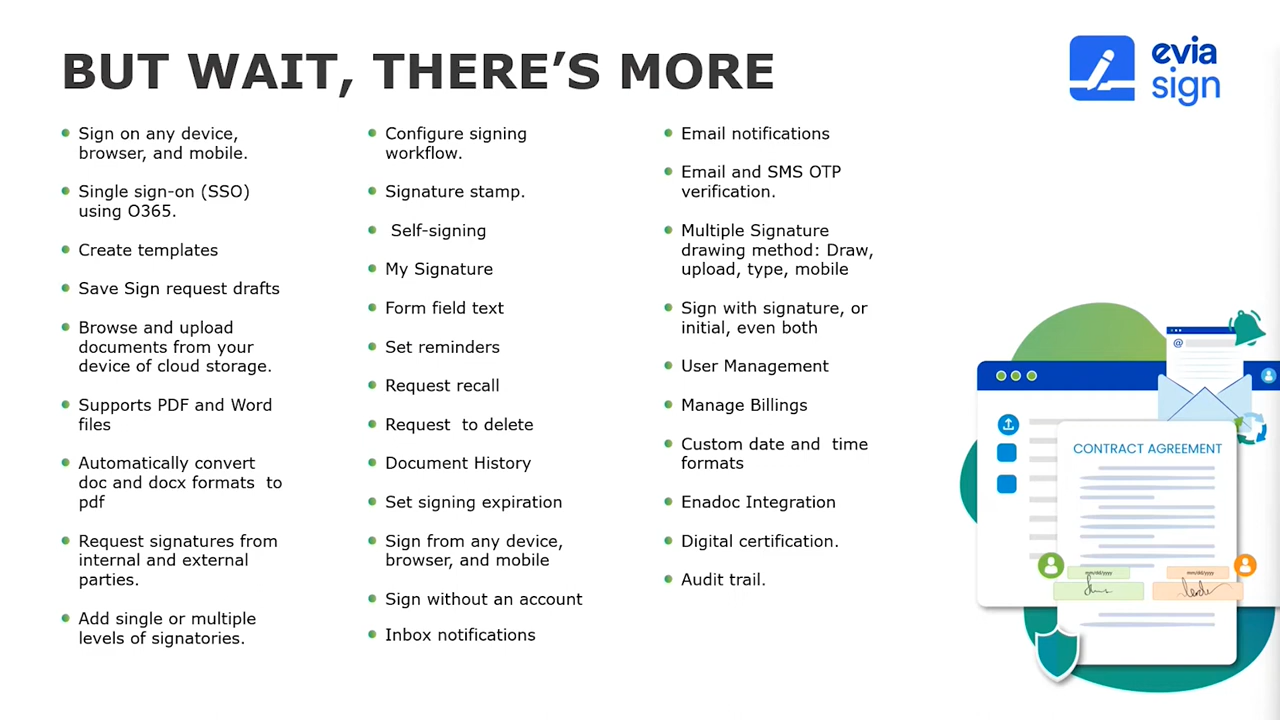 BUT WAIT, THERE’S MORE
evia
sign
Sign on any device,
browser, and mobile.
Single sign-on (SSO)
using O365.
Create templates
Save Sign request drafts
Browse and upload
documents from your
device of cloud storage.
Supports PDF and Word
files
Automatically convert
doc and docx formats  to
pdf
Request signatures from
internal and external
parties.
Add single or multiple
levels of signatories.
Configure signing
workflow.
Signature stamp.
Self-signing
My Signature
Form field text
Set reminders
Request recall
Request  to delete
Document History
Set signing expiration
Sign from any device,
browser, and mobile
Sign without an account
Inbox notifications
Email notifications
Email and SMS OTP
verification.
Multiple Signature
drawing method: Draw,
upload, type, mobile
Sign with signature, or
initial, even both
User Management
Manage Billings
Custom date and  time
formats
Enadoc Integration
Digital certification.
Audit trail.
@
CONTRACT AGREEMENT
mm/dd/yyyy
mm/dd/yyyy